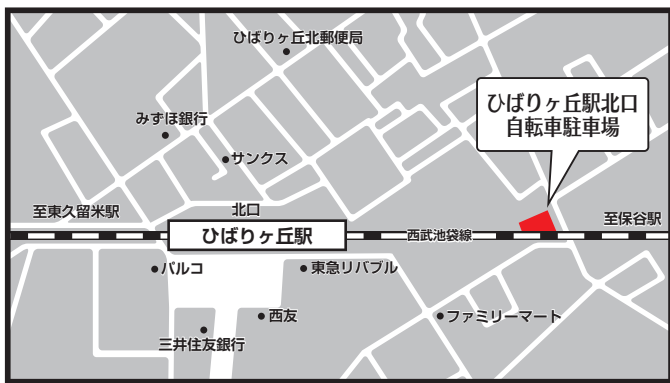 ひばりヶ丘北郵便局
みずほ銀行
サンクス
ひばりヶ丘駅北口
自転車駐車場
至東久留米駅
北口
至保谷駅
ひばりヶ丘駅
西武池袋線
パルコ
東急リバブル
西友
ファミリーマート
三井住友銀行